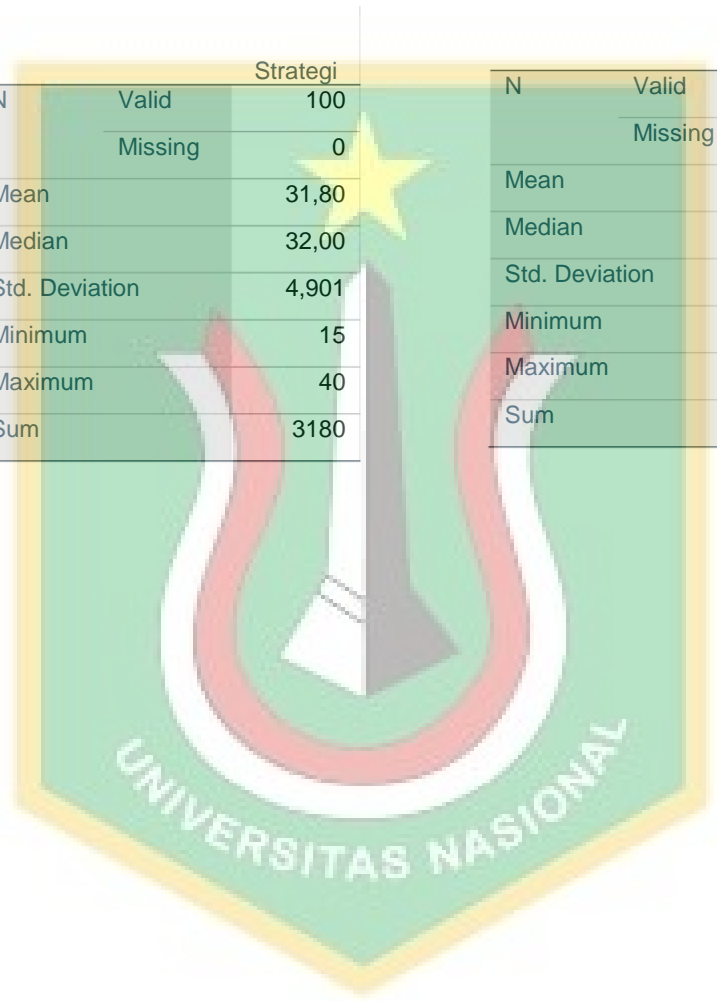 Strategi
N Valid 100
Missing 0
Mean 31,80
Median 32,00
Std. Deviation 4,901
Minimum 15
Maximum 40
Sum 3180
N Valid
Missing
Mean
Median
Std. Deviation
Minimum
Maximum
Sum
UNIVERSITAS NASIONAL